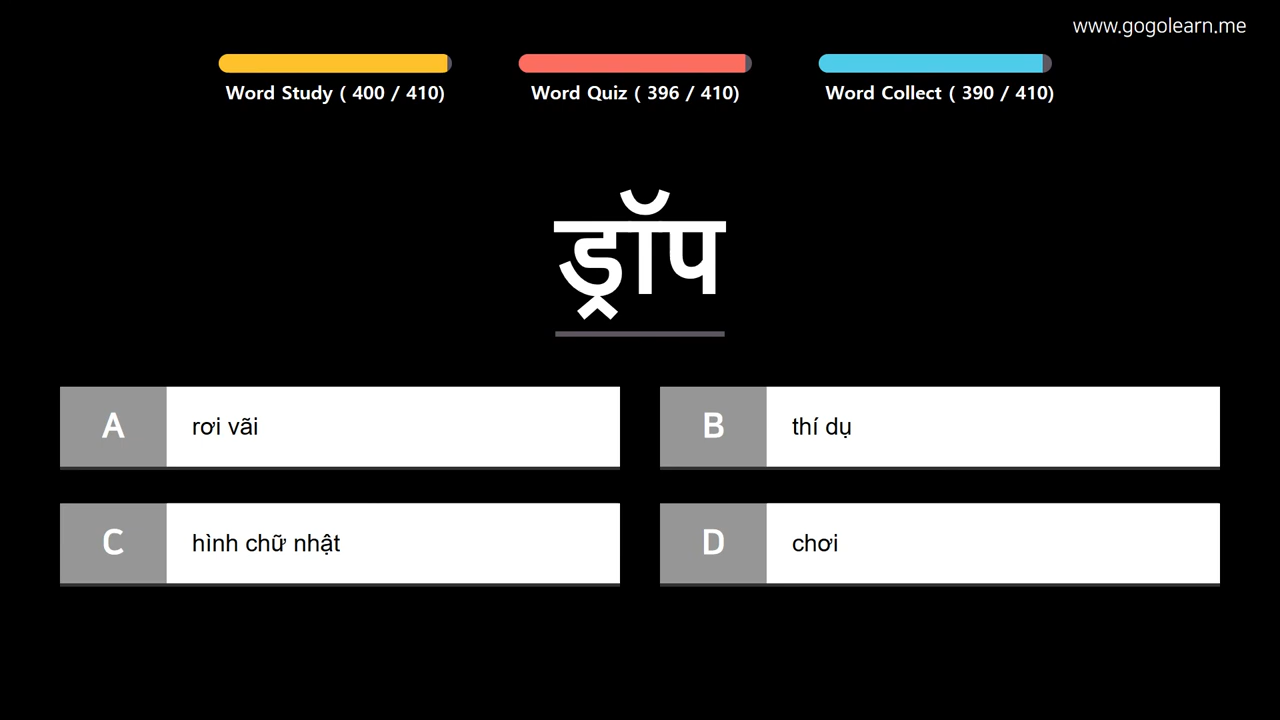 www.gogolearn.me
Word Study ( 400 / 410)
Word Quiz ( 396 / 410)
Word Collect ( 390 / 410)
ड्रॉप
A rơi vãi
B thí dụ
C hình chữ nhật
D chơi